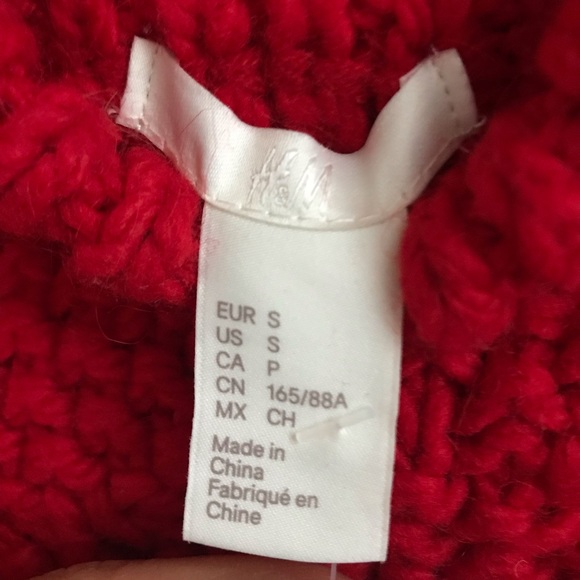 H&M
EUR S
US S
CA P
CN 165/88A
MX CH
Made in
China
Fabriqué en
Chine